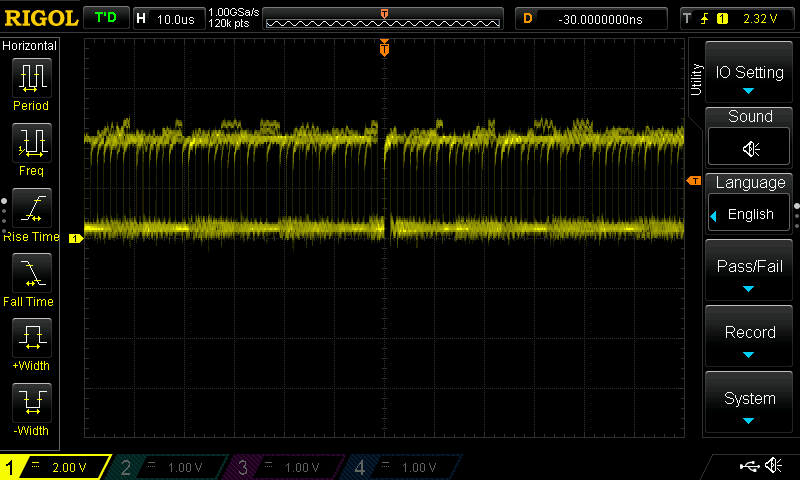 RIGOL T'D H 10.0us 1.00GSa/s 120k pts T D -30.0000000ns T 1 2.32 V
Horizontal
Period
Freq
Rise Time
Fall Time
+Width
-Width
T
T
1
Utility
IO Setting
Sound
Language
English
Pass/Fail
Record
System
1 2.00 V 2 1.00 V 3 1.00 V 4 1.00 V